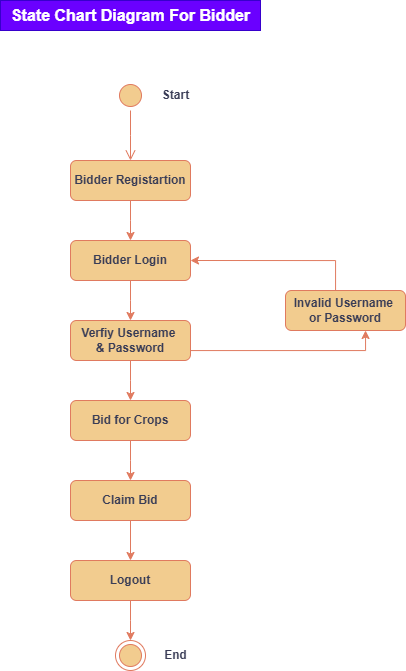 State Chart Diagram For Bidder
Start
Bidder Registartion
Bidder Login
Invalid Username
or Password
Verfiy Username
& Password
Bid for Crops
Claim Bid
Logout
End